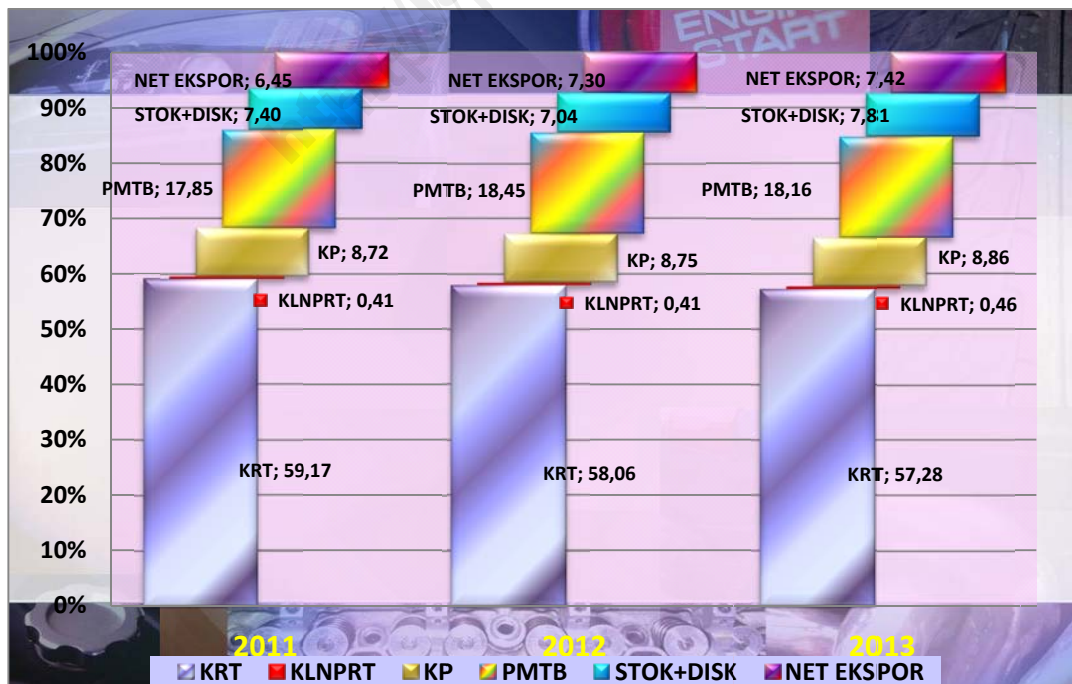 ENGINE
START
100%
90%
80%
70%
60%
50%
40%
30%
20%
10%
0%
NET EKSPOR; 6,45
STOK+DISK; 7,40
PMTB; 17,85
KP; 8,72
KLNPRT; 0,41
KRT; 59,17
NET EKSPOR; 7,30
STOK+DISK; 7,04
PMTB; 18,45
KP; 8,75
KLNPRT; 0,41
KRT; 58,06
NET EKSPOR; 7,42
STOK+DISK; 7,81
PMTB; 18,16
KP; 8,86
KLNPRT; 0,46
KRT; 57,28
2011 2012 2013
KRT KLNPRT KP PMTB STOK+DISK NET EKSPOR